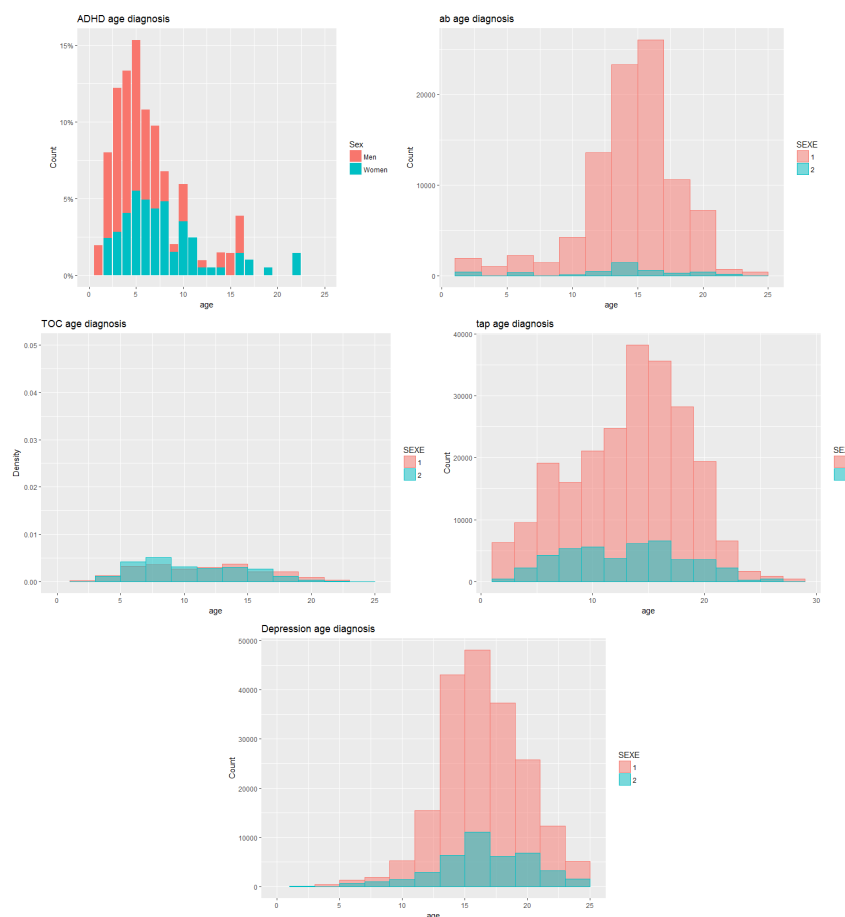 ADHD age diagnosis
15%
10%
5%
0%
Count
0 5 10 15 20 25
age
Sex
Men
Women
ab age diagnosis
20000
10000
0
Count
0 5 10 15 20 25
age
SEXE
1
2
TOC age diagnosis
0.05
0.04
0.03
0.02
0.01
0.00
Density
0 5 10 15 20 25
age
SEXE
1
2
tap age diagnosis
40000
30000
20000
10000
0
Count
0 10 20 30
age
SE
Depression age diagnosis
50000
40000
30000
20000
10000
0
Count
0 5 10 15 20 25
age
SEXE
1
2